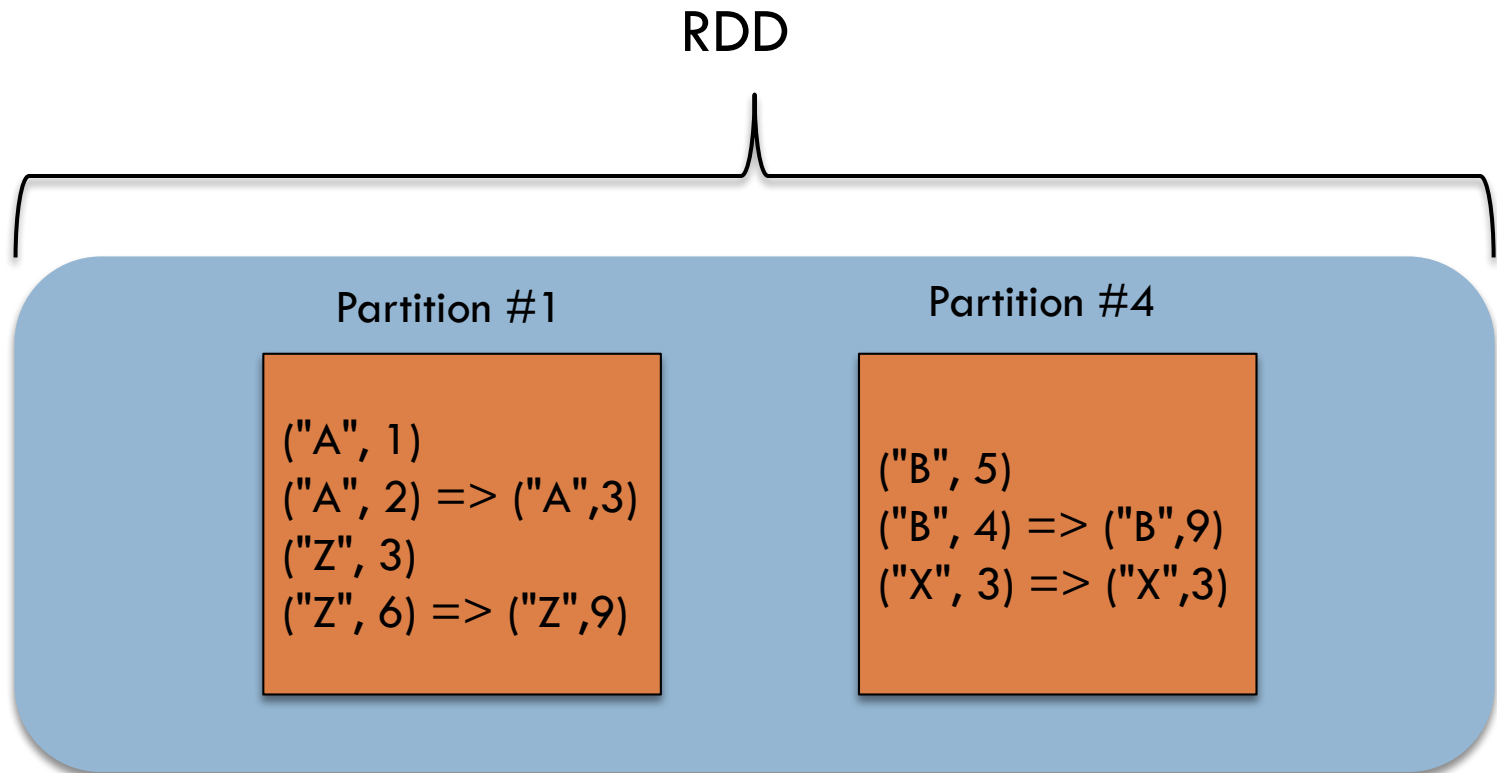 RDD
Partition #1
("A", 1)
("A", 2) => ("A",3)
("Z", 3)
("Z", 6) => ("Z",9)
Partition #4
("B", 5)
("B", 4) => ("B",9)
("X", 3) => ("X",3)